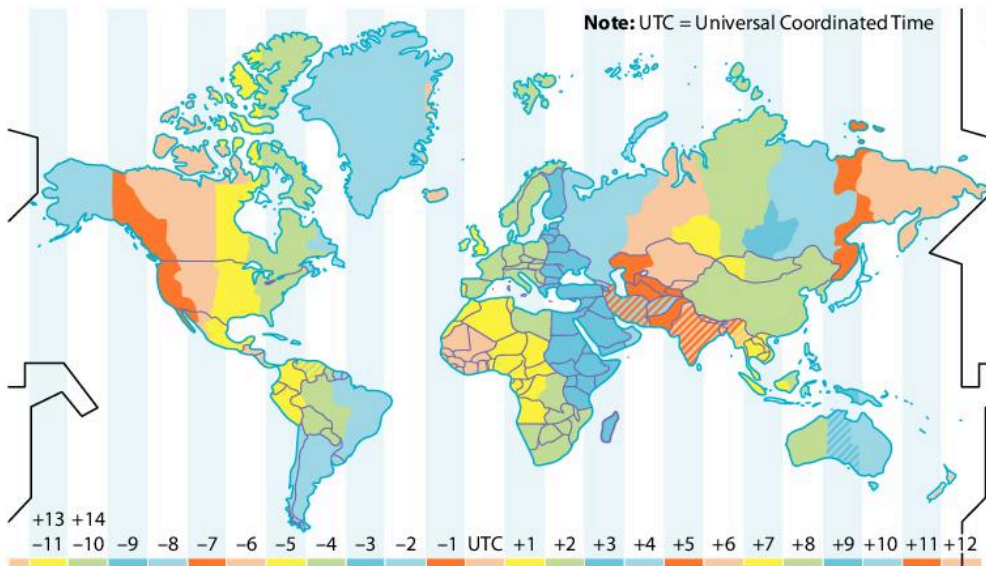 Note: UTC = Universal Coordinated Time
+13 +14
–11 –10 –9 –8 –7 –6 –5 –4 –3 –2 –1 UTC +1 +2 +3 +4 +5 +6 +7 +8 +9 +10 +11 +12